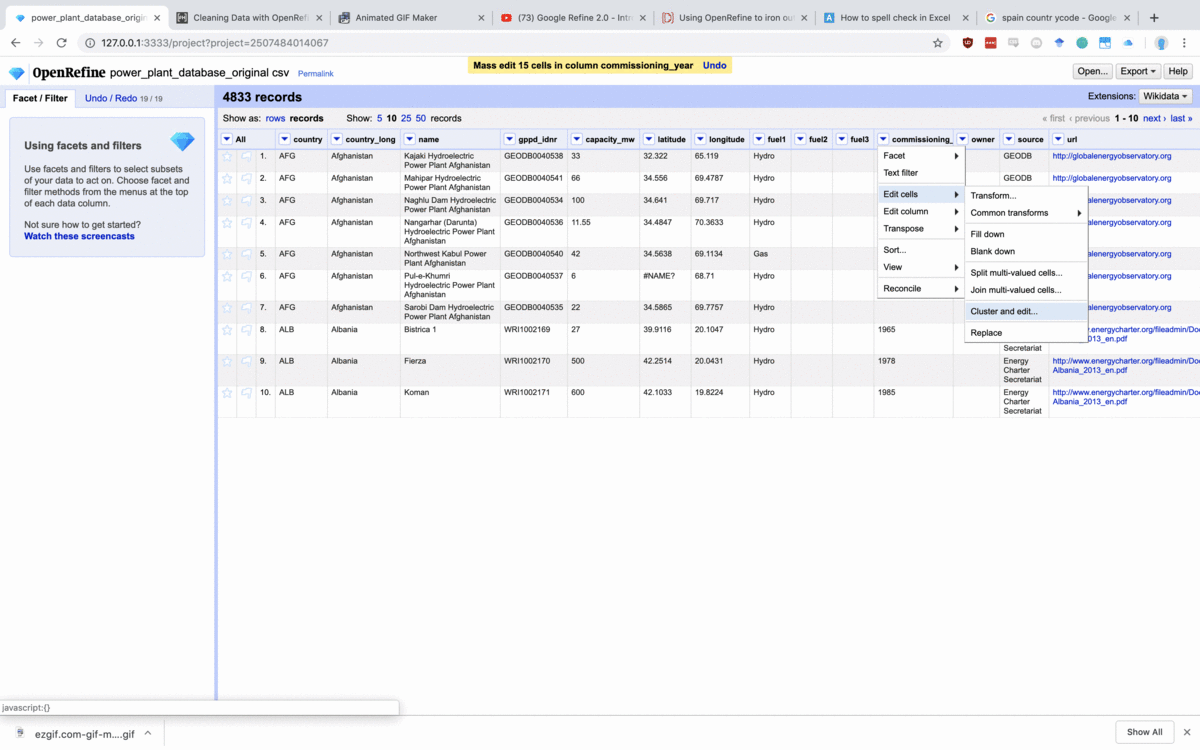 power_plant_database_origin
Cleaning Data with OpenRefi
Animated GIF Maker
(73) Google Refine 2.0 - Intr
Using OpenRefine to iron ou
How to spell check in Excel
spain countr ycode - Google
127.0.0.1:3333/project?project=2507484014067
OpenRefine power_plant_database_original csv Permalink
Mass edit 15 cells in column commissioning_year Undo
Open... Export Help
Facet / Filter Undo / Redo 19 / 19
4833 records
Extensions: Wikidata
Show as: rows records Show: 5 10 25 50 records
« first ‹ previous 1 - 10 next › last »
Using facets and filters
Use facets and filter methods to select subsets
of your data to act on. Choose facet and
filter methods from the menus at the top
of each data column.
Not sure how to get started?
Watch these screencasts
All country country_long name gppd_idnr capacity_mw latitude longitude fuel1 fuel2 fuel3 commissioning_ owner source url
1. AFG Afghanistan Kajaki Hydroelectric Power Plant Afghanistan GEODB0040538 33 32.322 65.119 Hydro GEODB http://globalenergyobservatory.org
2. AFG Afghanistan Mahipar Hydroelectric Power Plant Afghanistan GEODB0040541 66 34.556 69.4787 Hydro GEODB http://globalenergyobservatory.org
3. AFG Afghanistan Naghlu Dam Hydroelectric Power Plant Afghanistan GEODB0040534 100 34.641 69.717 Hydro alenergyobservatory.org
4. AFG Afghanistan Nangarhar (Darunta) Hydroelectric Power Plant Afghanistan GEODB0040536 11.55 34.4847 70.3633 Hydro alenergyobservatory.org
5. AFG Afghanistan Northwest Kabul Power Plant Afghanistan GEODB0040540 42 34.5638 69.1134 Gas alenergyobservatory.org
6. AFG Afghanistan Pul-e-Khumri Hydroelectric Power Plant Afghanistan GEODB0040537 6 #NAME? 68.71 Hydro alenergyobservatory.org
7. AFG Afghanistan Sarobi Dam Hydroelectric Power Plant Afghanistan GEODB0040535 22 34.5865 69.7757 Hydro alenergyobservatory.org
8. ALB Albania Bistrica 1 WRI1002169 27 39.9116 20.1047 Hydro 1965 Secretariat .energycharter.org/fileadmin/Doc 13_en.pdf
9. ALB Albania Fierza WRI1002170 500 42.2514 20.0431 Hydro 1978 Energy Charter Secretariat http://www.energycharter.org/fileadmin/Doc Albania_2013_en.pdf
10. ALB Albania Koman WRI1002171 600 42.1033 19.8224 Hydro 1985 Energy Charter Secretariat http://www.energycharter.org/fileadmin/Doc Albania_2013_en.pdf
Facet
Text filter
Edit cells
Edit column
Transpose
Sort...
View
Reconcile
Transform...
Common transforms
Fill down
Blank down
Split multi-valued cells...
Join multi-valued cells...
Cluster and edit...
Replace
javascript:{}
ezgif.com-gif-m....gif
Show All